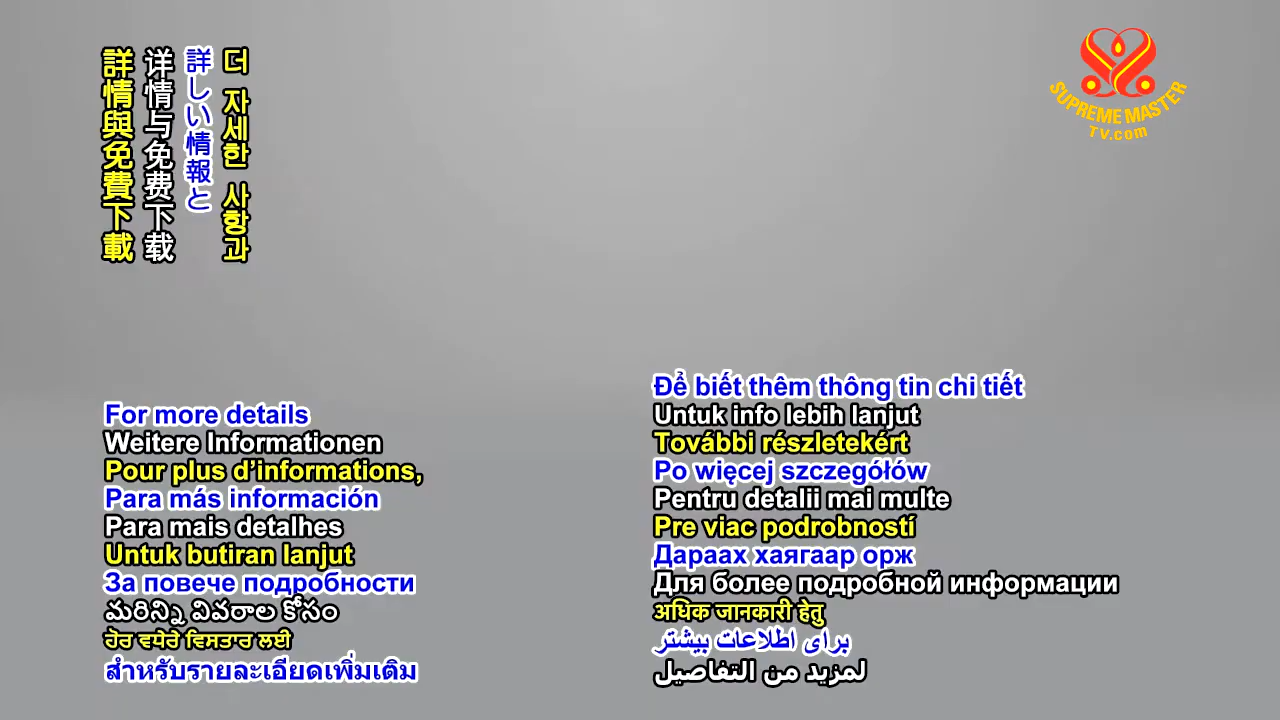 詳情與免費下載
详情与免费下载
詳しい情報と
더 자세한 사항과
SUPREME MASTER
TV.com
For more details
Weitere Informationen
Pour plus d’informations,
Para más información
Para mais detalhes
Untuk butiran lanjut
За повече подробности
మరిన్ని వివరాల కోసం
ਹੋਰ ਵਧੇਰੇ ਵਿਸਤਾਰ ਲਈ
สำหรับรายละเอียดเพิ่มเติม
Để biết thêm thông tin chi tiết
Untuk info lebih lanjut
További részletekért
Po więcej szczegółów
Pentru detalii mai multe
Pre viac podrobností
Дараах хаягаар орж
Для более подробной информации
अधिक जानकारी हेतु
برای اطلاعات بیشتر
لمزيد من التفاصيل